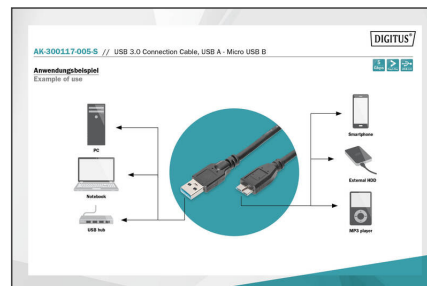 DIGITUS®
AK-300117-005-S // USB 3.0 Connection Cable, USB A - Micro USB B
Anwendungsbeispiel
Example of use
PC
Notebook
USB hub
Smartphone
External HDD
MP3 player